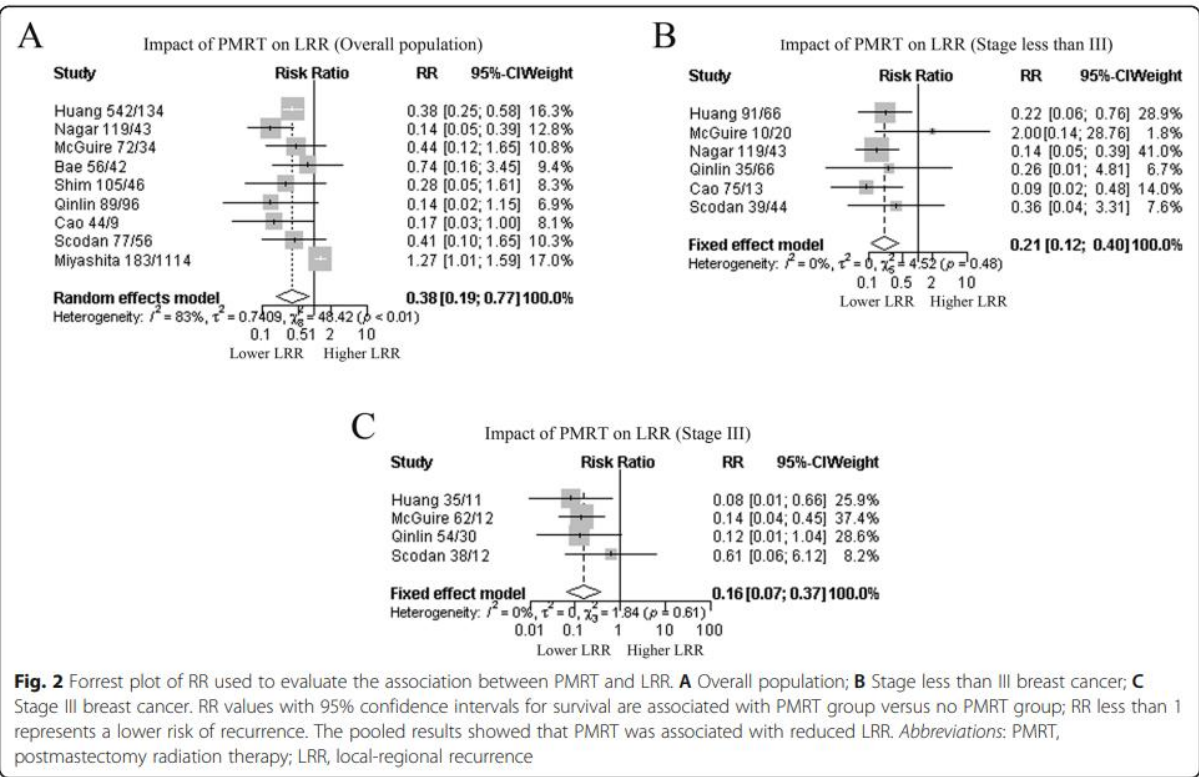 A
Impact of PMRT on LRR (Overall population)
Study Risk Ratio RR 95%-CI Weight
Huang 542/134 0.38 [0.25; 0.58] 16.3%
Nagar 119/43 0.14 [0.05; 0.39] 12.8%
McGuire 72/34 0.44 [0.12; 1.65] 10.8%
Bae 56/42 0.74 [0.16; 3.45] 9.4%
Shim 105/46 0.28 [0.05; 1.61] 8.3%
Qinlin 89/96 0.14 [0.02; 1.15] 6.9%
Cao 44/9 0.17 [0.03; 1.00] 8.1%
Scodan 77/56 0.41 [0.10; 1.65] 10.3%
Miyashita 183/1114 1.27 [1.01; 1.59] 17.0%
Random effects model 0.38 [0.19; 0.77] 100.0%
Heterogeneity: I² = 83%, τ² = 0.7409, χ²₈ = 48.42 (p < 0.01)
0.1 0.51 2 10
Lower LRR Higher LRR
B
Impact of PMRT on LRR (Stage less than III)
Study Risk Ratio RR 95%-CI Weight
Huang 91/66 0.22 [0.06; 0.76] 28.9%
McGuire 10/20 2.00 [0.14; 28.76] 1.8%
Nagar 119/43 0.14 [0.05; 0.39] 41.0%
Qinlin 35/66 0.26 [0.01; 4.81] 6.7%
Cao 75/13 0.09 [0.02; 0.48] 14.0%
Scodan 39/44 0.36 [0.04; 3.31] 7.6%
Fixed effect model 0.21 [0.12; 0.40] 100.0%
Heterogeneity: I² = 0%, τ² = 0, χ²₅ = 4.52 (p = 0.48)
0.1 0.5 2 10
Lower LRR Higher LRR
C
Impact of PMRT on LRR (Stage III)
Study Risk Ratio RR 95%-CI Weight
Huang 35/11 0.08 [0.01; 0.66] 25.9%
McGuire 62/12 0.14 [0.04; 0.45] 37.4%
Qinlin 54/30 0.12 [0.01; 1.04] 28.6%
Scodan 38/12 0.61 [0.06; 6.12] 8.2%
Fixed effect model 0.16 [0.07; 0.37] 100.0%
Heterogeneity: I² = 0%, τ² = 0, χ²₃ = 1.84 (p = 0.61)
0.01 0.1 1 10 100
Lower LRR Higher LRR
Fig. 2 Forrest plot of RR used to evaluate the association between PMRT and LRR. A Overall population; B Stage less than III breast cancer; C
Stage III breast cancer. RR values with 95% confidence intervals for survival are associated with PMRT group versus no PMRT group; RR less than 1
represents a lower risk of recurrence. The pooled results showed that PMRT was associated with reduced LRR. Abbreviations: PMRT,
postmastectomy radiation therapy; LRR, local-regional recurrence